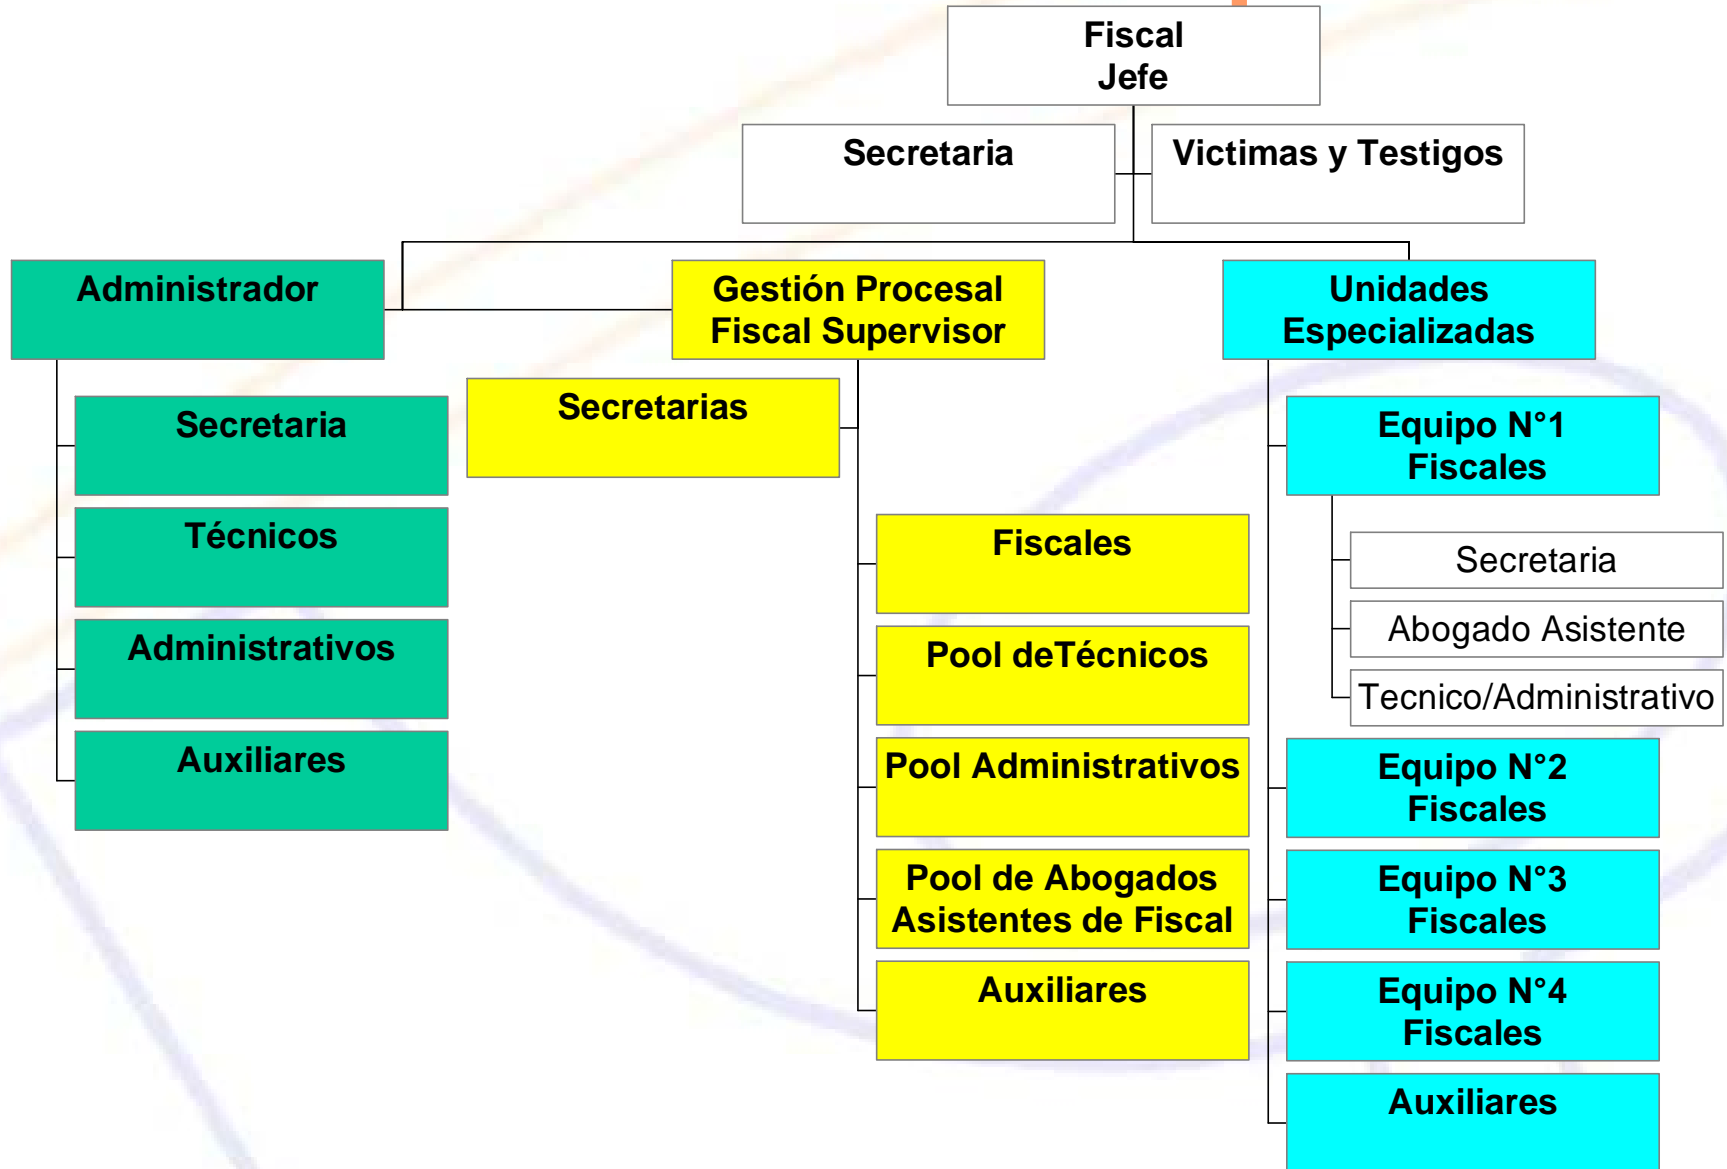 Fiscal
Jefe
Secretaria
Victimas y Testigos
Administrador
Gestión Procesal
Fiscal Supervisor
Unidades
Especializadas
Secretaria
Técnicos
Administrativos
Auxiliares
Secretarias
Fiscales
Pool deTécnicos
Pool Administrativos
Pool de Abogados
Asistentes de Fiscal
Auxiliares
Equipo N°1
Fiscales
Secretaria
Abogado Asistente
Tecnico/Administrativo
Equipo N°2
Fiscales
Equipo N°3
Fiscales
Equipo N°4
Fiscales
Auxiliares